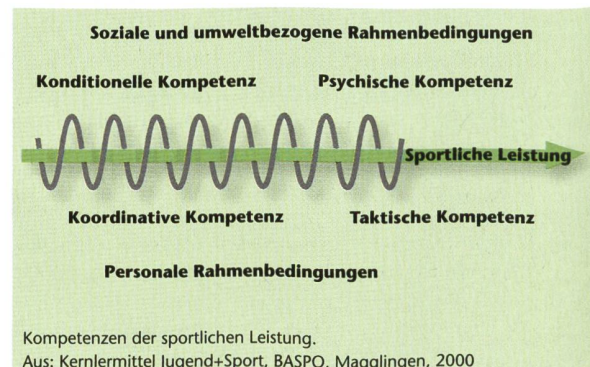 Soziale und umweltbezogene Rahmenbedingungen
Konditionelle Kompetenz Psychische Kompetenz
Sportliche Leistung
Koordinative Kompetenz Taktische Kompetenz
Personale Rahmenbedingungen
Kompetenzen der sportlichen Leistung.
Aus: Kernlermittel Jugend+Sport, BASPO, Magglingen, 2000